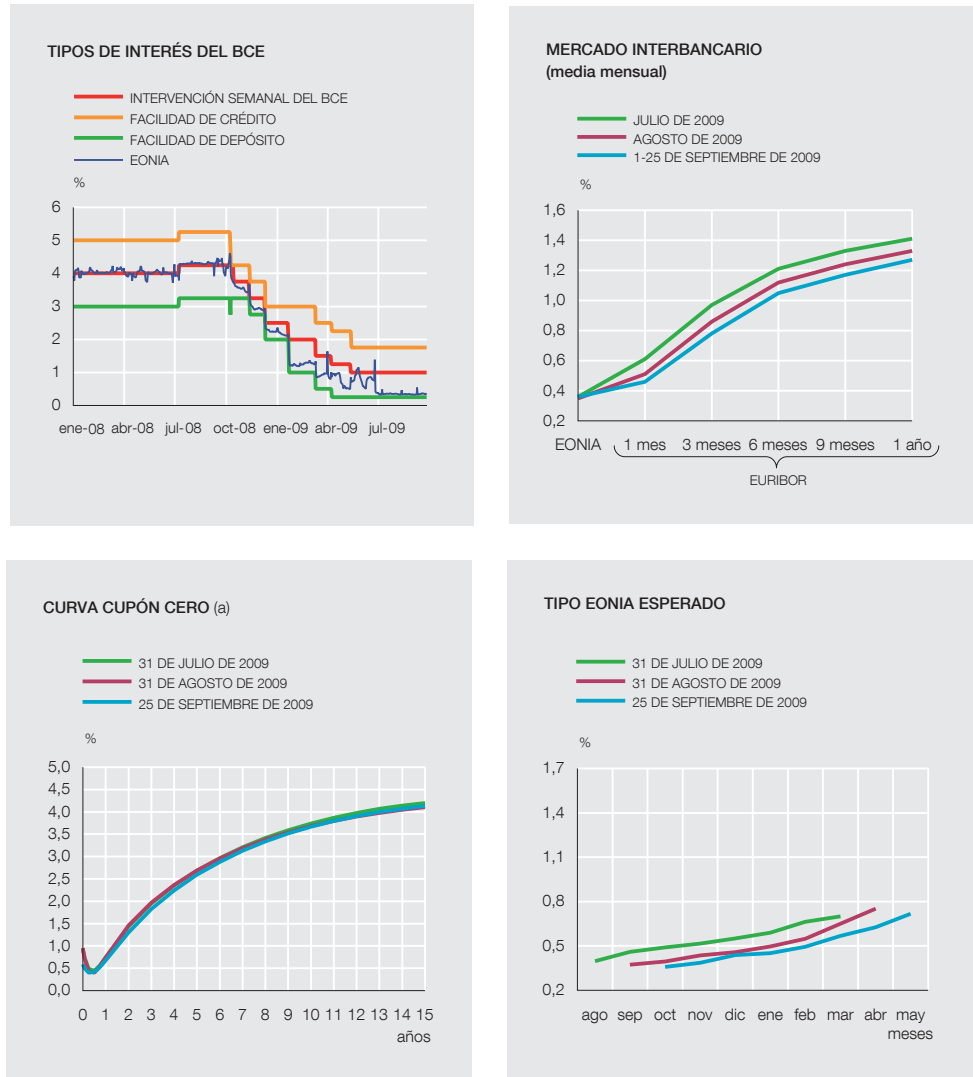 TIPOS DE INTERÉS DEL BCE
INTERVENCIÓN SEMANAL DEL BCE
FACILIDAD DE CRÉDITO
FACILIDAD DE DEPÓSITO
EONIA
%
6
5
4
3
2
1
0
ene-08 abr-08 jul-08 oct-08 ene-09 abr-09 jul-09
MERCADO INTERBANCARIO
(media mensual)
JULIO DE 2009
AGOSTO DE 2009
1-25 DE SEPTIEMBRE DE 2009
%
1,6
1,4
1,2
1,0
0,8
0,6
0,4
0,2
EONIA 1 mes 3 meses 6 meses 9 meses 1 año
EURIBOR
CURVA CUPÓN CERO (a)
31 DE JULIO DE 2009
31 DE AGOSTO DE 2009
25 DE SEPTIEMBRE DE 2009
%
5,0
4,5
4,0
3,5
3,0
2,5
2,0
1,5
1,0
0,5
0,0
0 1 2 3 4 5 6 7 8 9 10 11 12 13 14 15
años
TIPO EONIA ESPERADO
31 DE JULIO DE 2009
31 DE AGOSTO DE 2009
25 DE SEPTIEMBRE DE 2009
%
1,7
1,4
1,1
0,8
0,5
0,2
ago sep oct nov dic ene feb mar abr may
meses